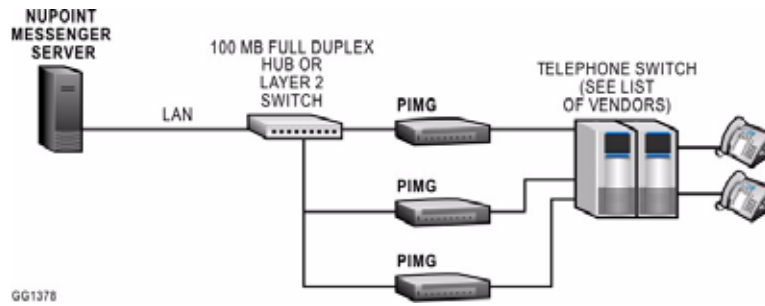 NUPOINT
MESSENGER
SERVER
LAN
100 MB FULL DUPLEX
HUB OR
LAYER 2
SWITCH
PIMG
PIMG
PIMG
TELEPHONE SWITCH
(SEE LIST
OF VENDORS)
GG1378